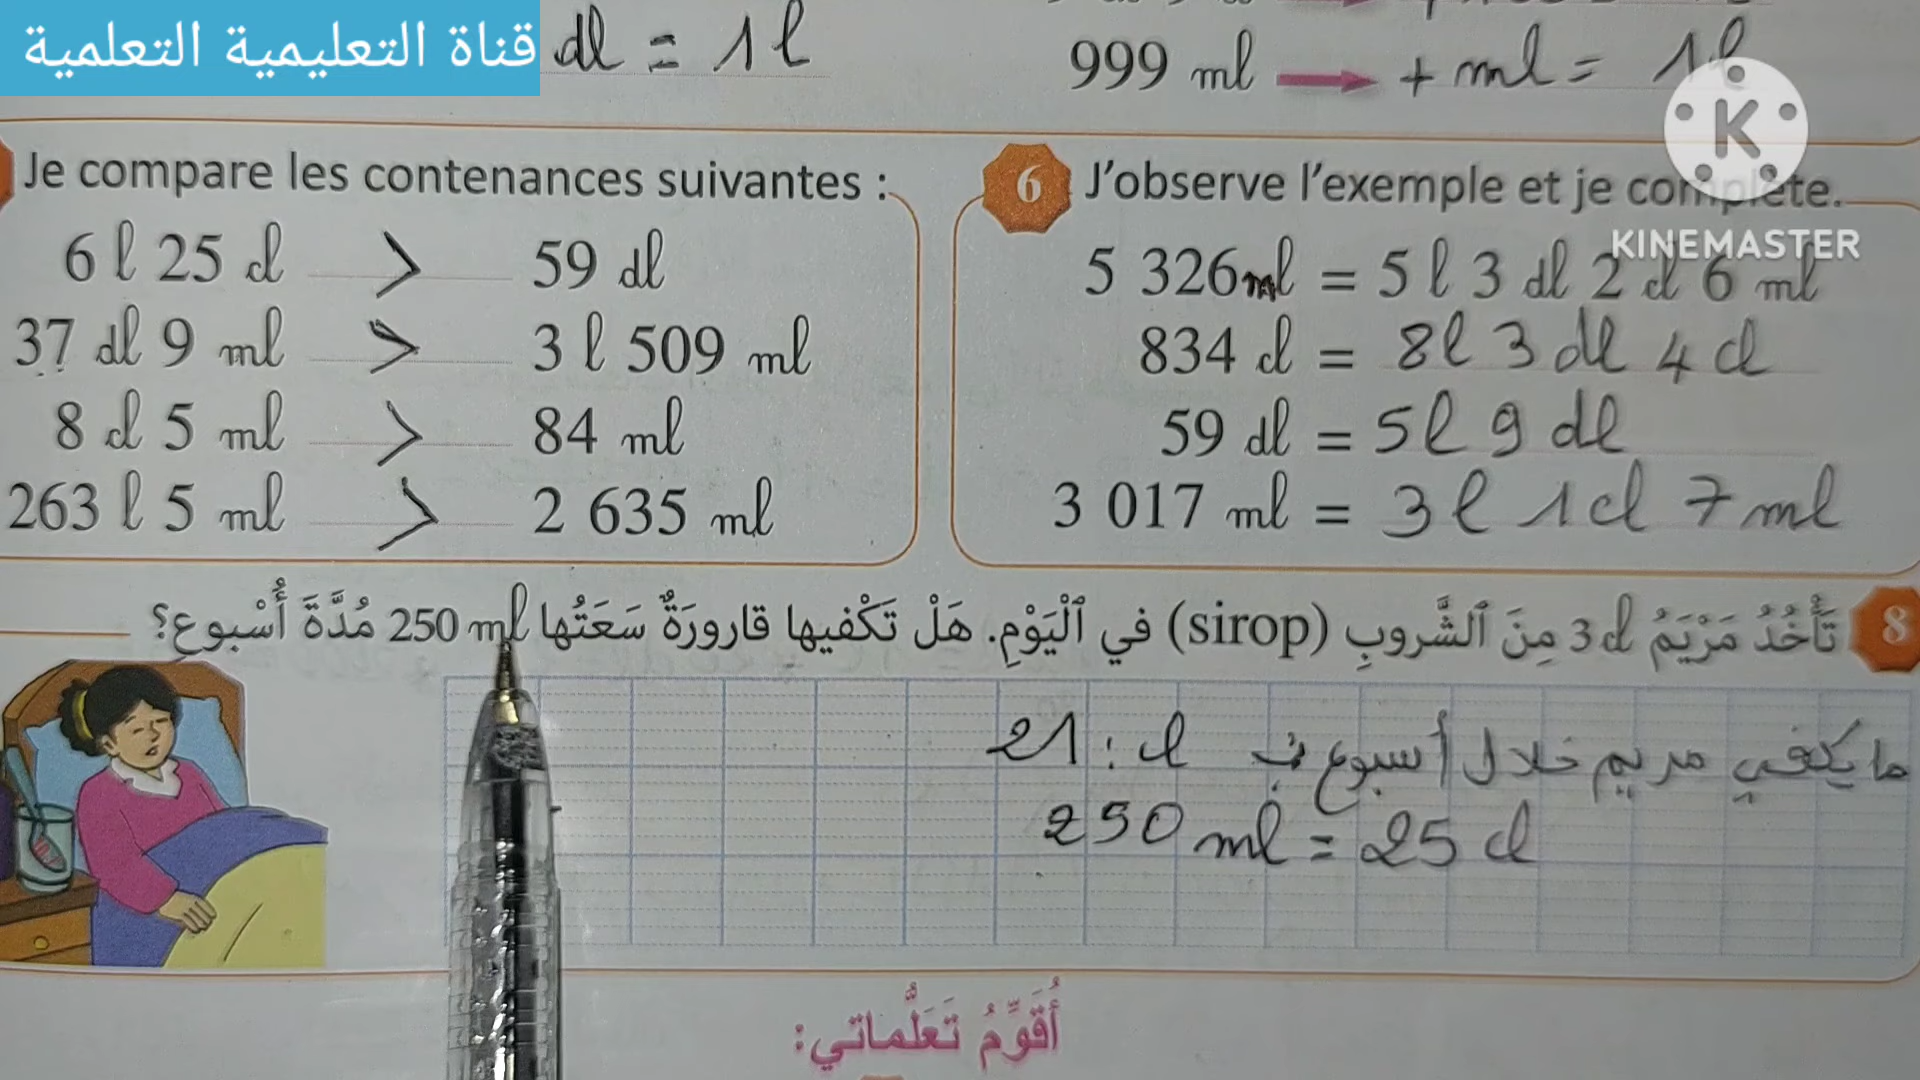 قناة التعليمية التعلمية
dl = 1 l
999 ml → + ml = 1 l
Je compare les contenances suivantes :
6 l 25 cl > 59 dl
37 dl 9 ml > 3 l 509 ml
8 cl 5 ml > 84 ml
263 l 5 ml > 2 635 ml
6 J'observe l'exemple et je complète.
KINEMASTER
5 326 ml = 5 l 3 dl 2 cl 6 ml
834 cl = 8 l 3 dl 4 cl
59 dl = 5 l 9 dl
3 017 ml = 3 l 1 cl 7 ml
8 تَأْخُذُ مَرْيَمُ 3 cl مِنَ ٱلشَّروبِ (sirop) في ٱلْيَوْمِ. هَلْ تَكْفيها قارورَةٌ سَعَتُها 250 ml مُدَّةَ أُسْبوعٍ؟
ما يكفي مريم خلال أسبوع : 21 cl
250 ml = 25 cl
أُقَوِّمُ تَعَلُّماتي: